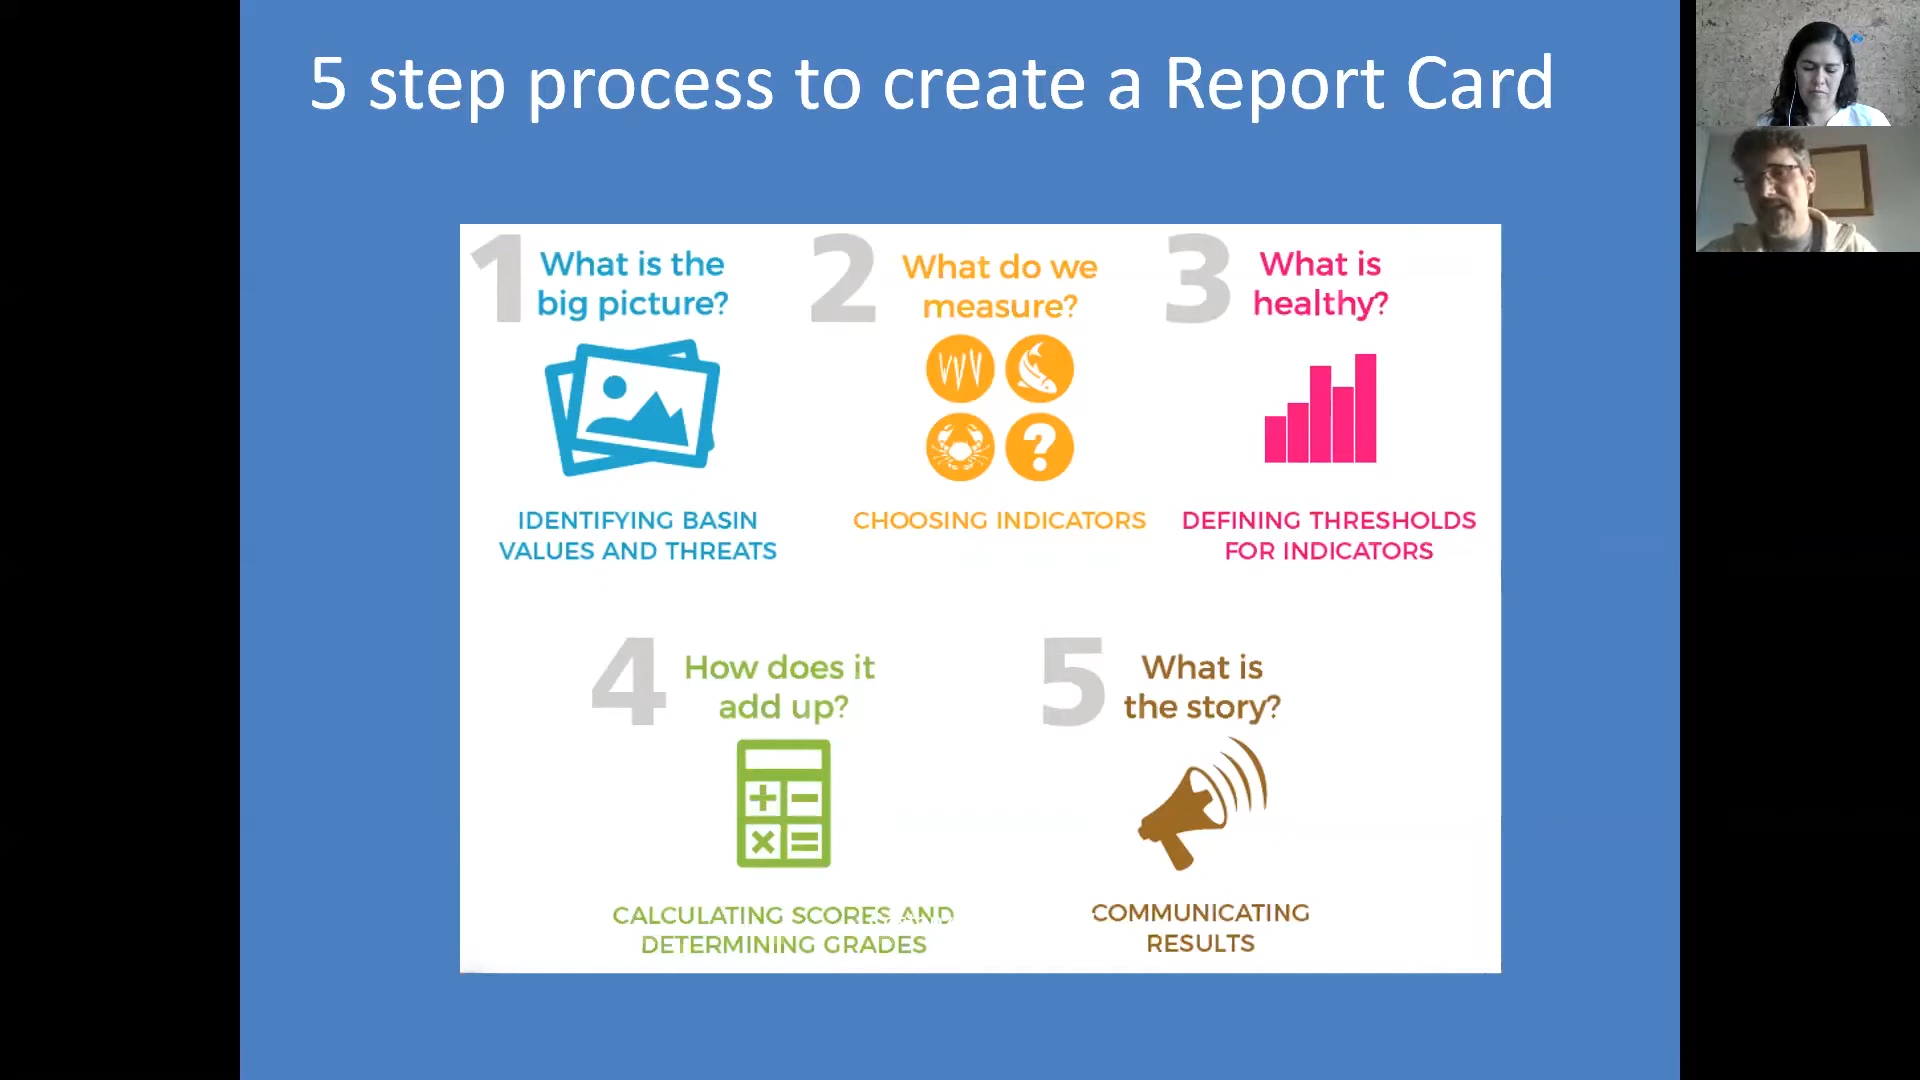 5 step process to create a Report Card
1
What is the
big picture?
IDENTIFYING BASIN
VALUES AND THREATS
2
What do we
measure?
?
CHOOSING INDICATORS
3
What is
healthy?
DEFINING THRESHOLDS
FOR INDICATORS
4
How does it
add up?
+ −
× =
CALCULATING SCORES AND
DETERMINING GRADES
5
What is
the story?
COMMUNICATING
RESULTS